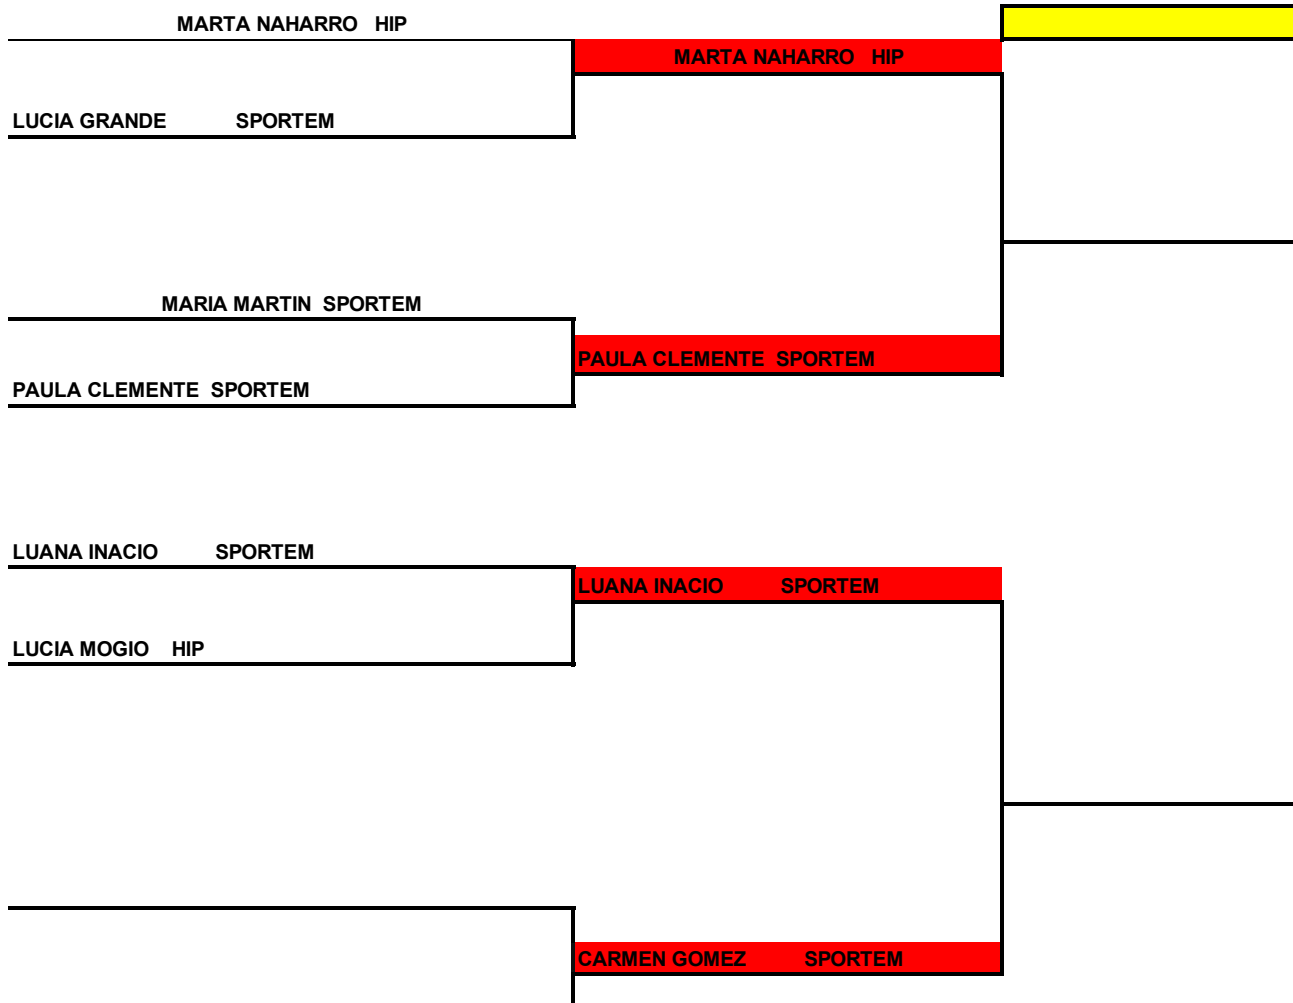 MARTA NAHARRO HIP
MARTA NAHARRO HIP
LUCIA GRANDE SPORTEM
MARIA MARTIN SPORTEM
PAULA CLEMENTE SPORTEM
PAULA CLEMENTE SPORTEM
LUANA INACIO SPORTEM
LUANA INACIO SPORTEM
LUCIA MOGIO HIP
CARMEN GOMEZ SPORTEM